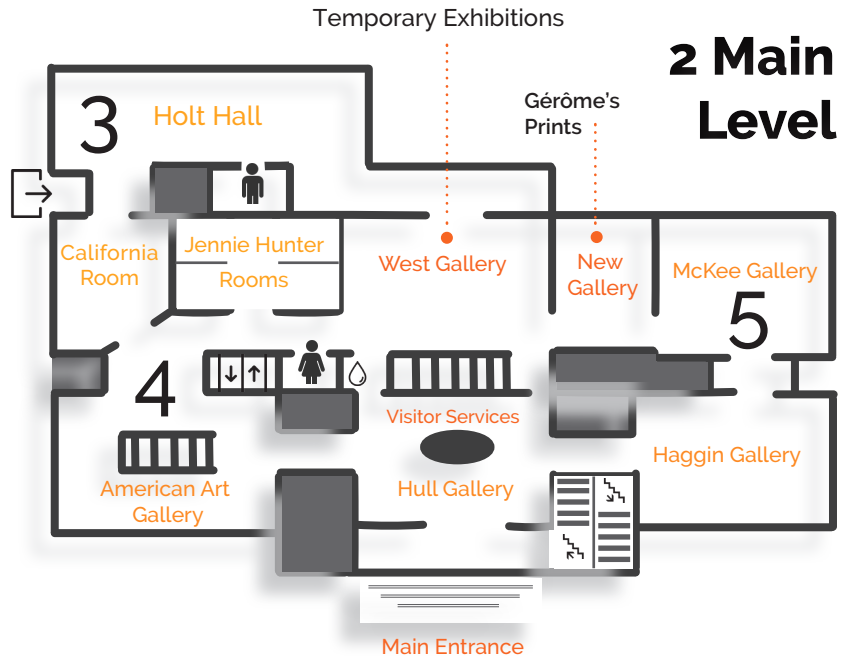 Temporary Exhibitions
2 Main
Level
Gérôme's
Prints
3
Holt Hall
California
Room
Jennie Hunter
Rooms
West Gallery
New
Gallery
McKee Gallery
5
4
Visitor Services
Haggin Gallery
American Art
Gallery
Hull Gallery
Main Entrance